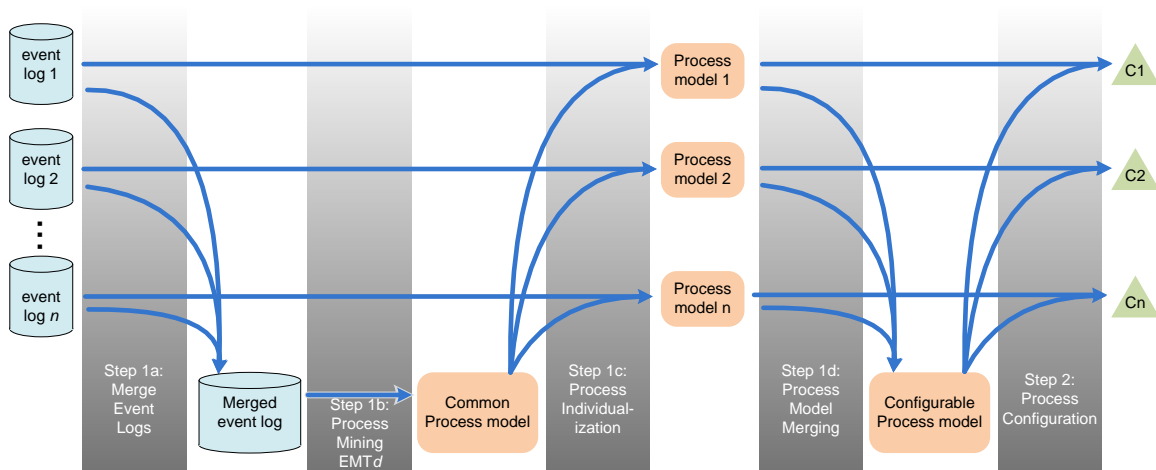 event
log 1
Process
model 1
C1
event
log 2
Process
model 2
C2
event
log n
Process
model n
Cn
Step 1a:
Merge
Event
Logs
Merged
event log
Step 1b:
Process
Mining
EMTd
Common
Process model
Step 1c:
Process
Individual-
ization
Step 1d:
Process
Model
Merging
Configurable
Process model
Step 2:
Process
Configuration